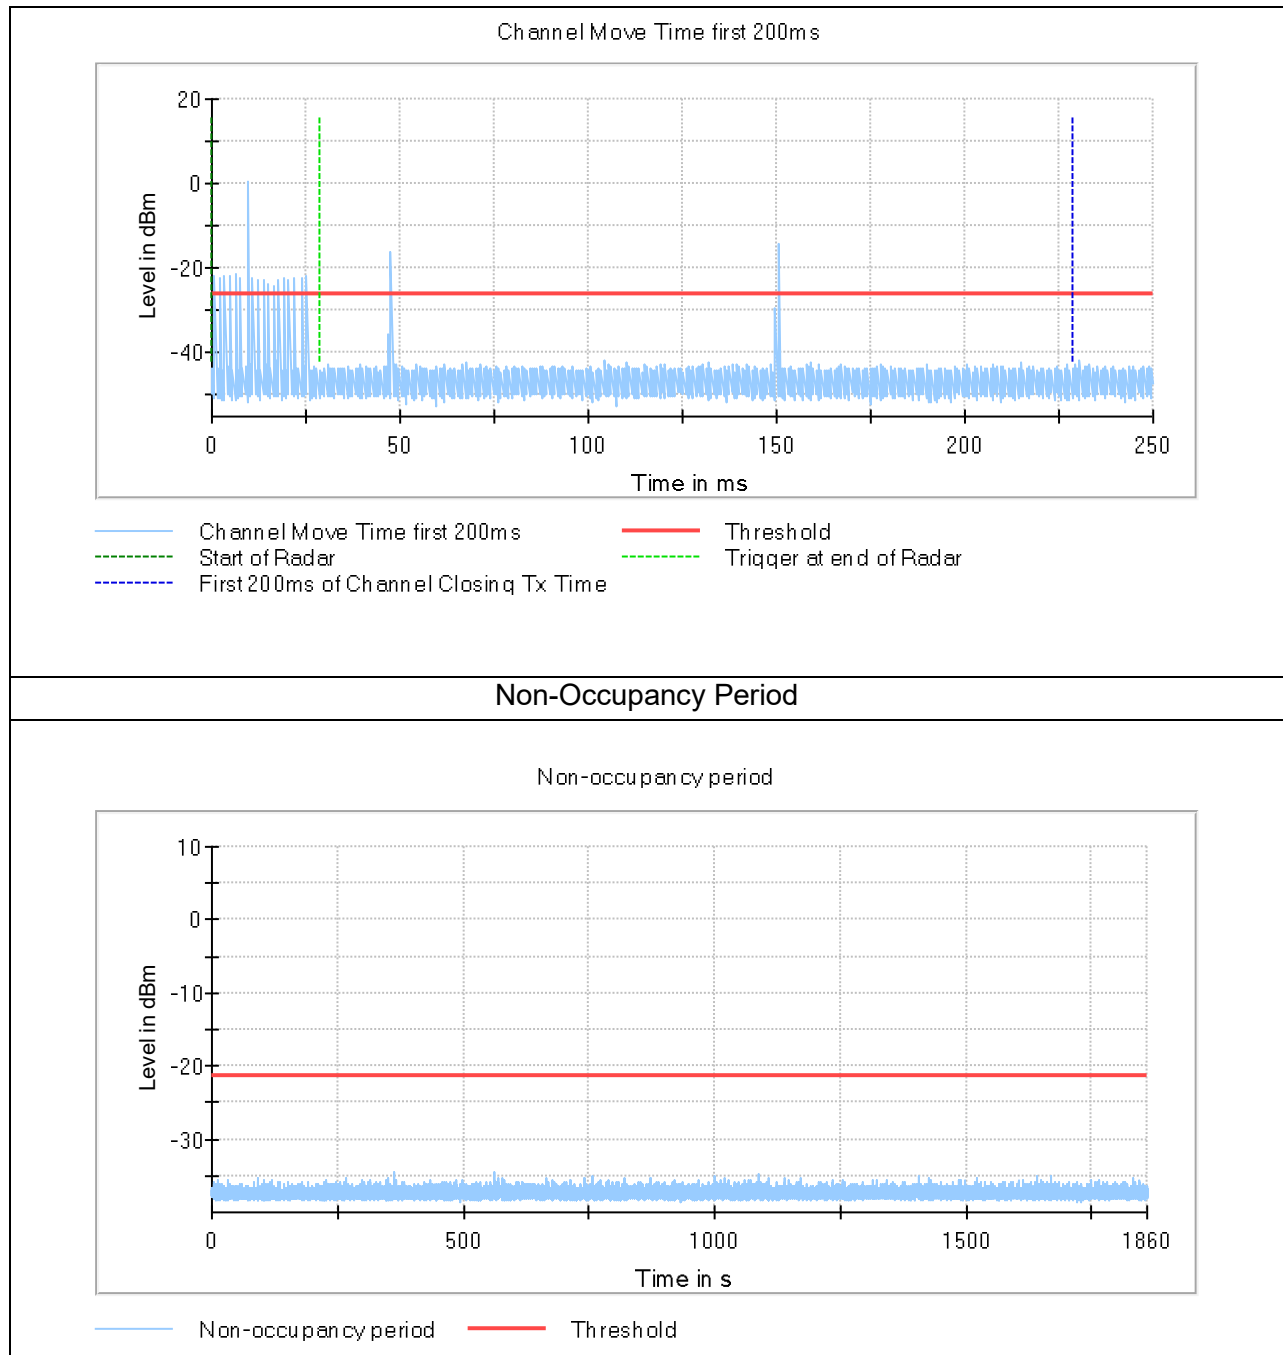 Channel Move Time first 200ms
20
0
-20
-40
Level in dBm
0 50 100 150 200 250
Time in ms
Channel Move Time first 200ms Threshold
Start of Radar Trigger at end of Radar
First 200ms of Channel Closing Tx Time
Non-Occupancy Period
Non-occupancy period
10
0
-10
-20
-30
Level in dBm
0 500 1000 1500 1860
Time in s
Non-occupancy period Threshold